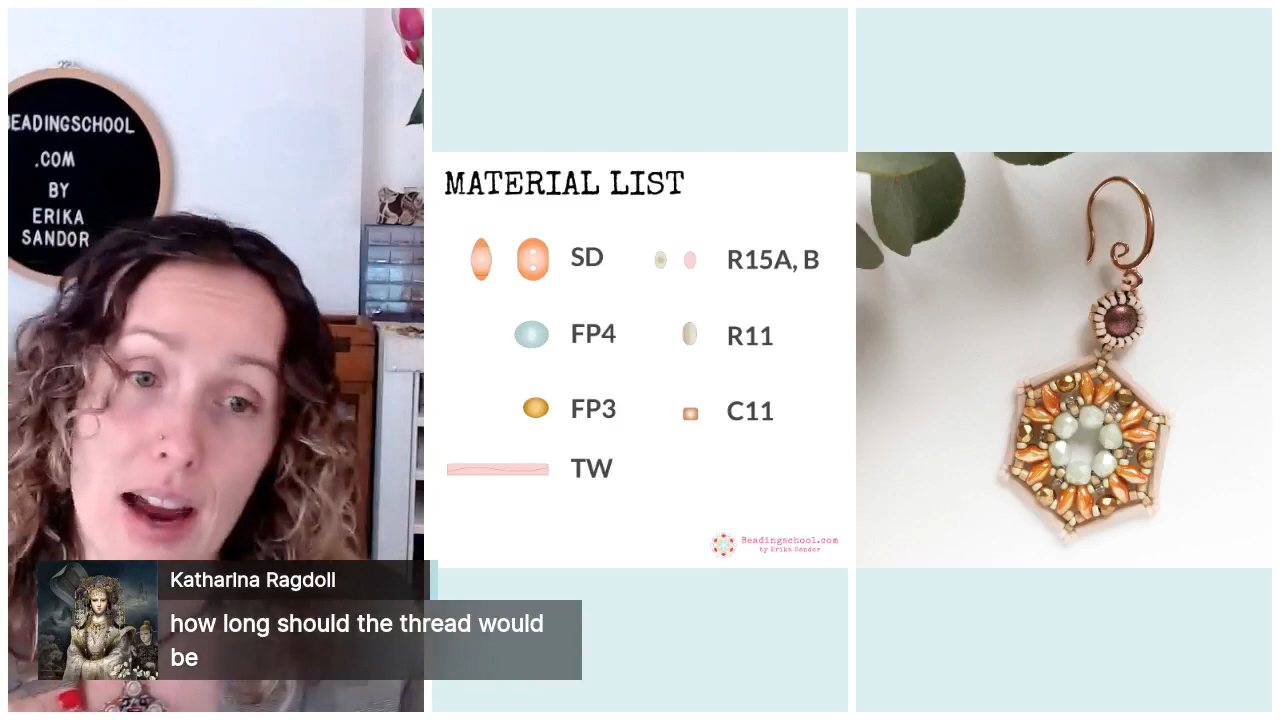 BEADINGSCHOOL
.COM
BY
ERIKA
SANDOR
MATERIAL LIST
SD
R15A, B
FP4
R11
FP3
C11
TW
Beadingschool.com
by Erika Sándor
Katharina Ragdoll
how long should the thread would
be